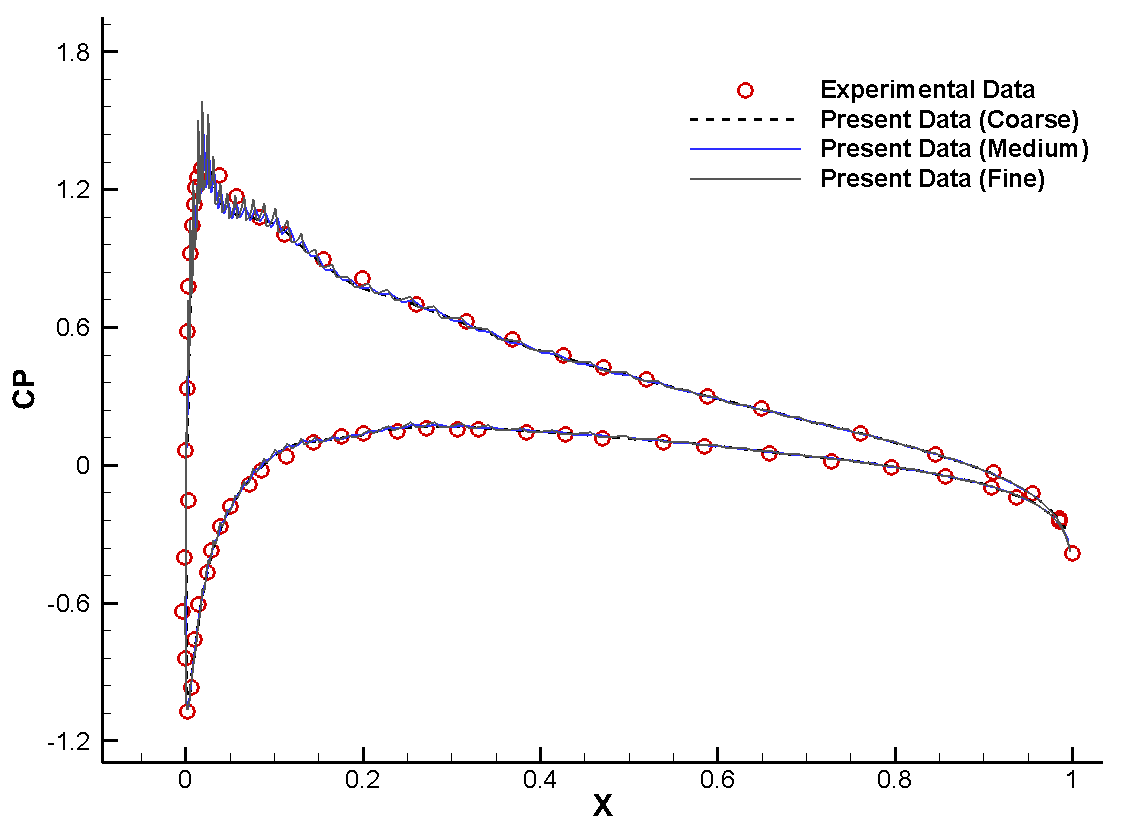 1.8
1.2
0.6
0
-0.6
-1.2
CP
Experimental Data
Present Data (Coarse)
Present Data (Medium)
Present Data (Fine)
0 0.2 0.4 0.6 0.8 1
X